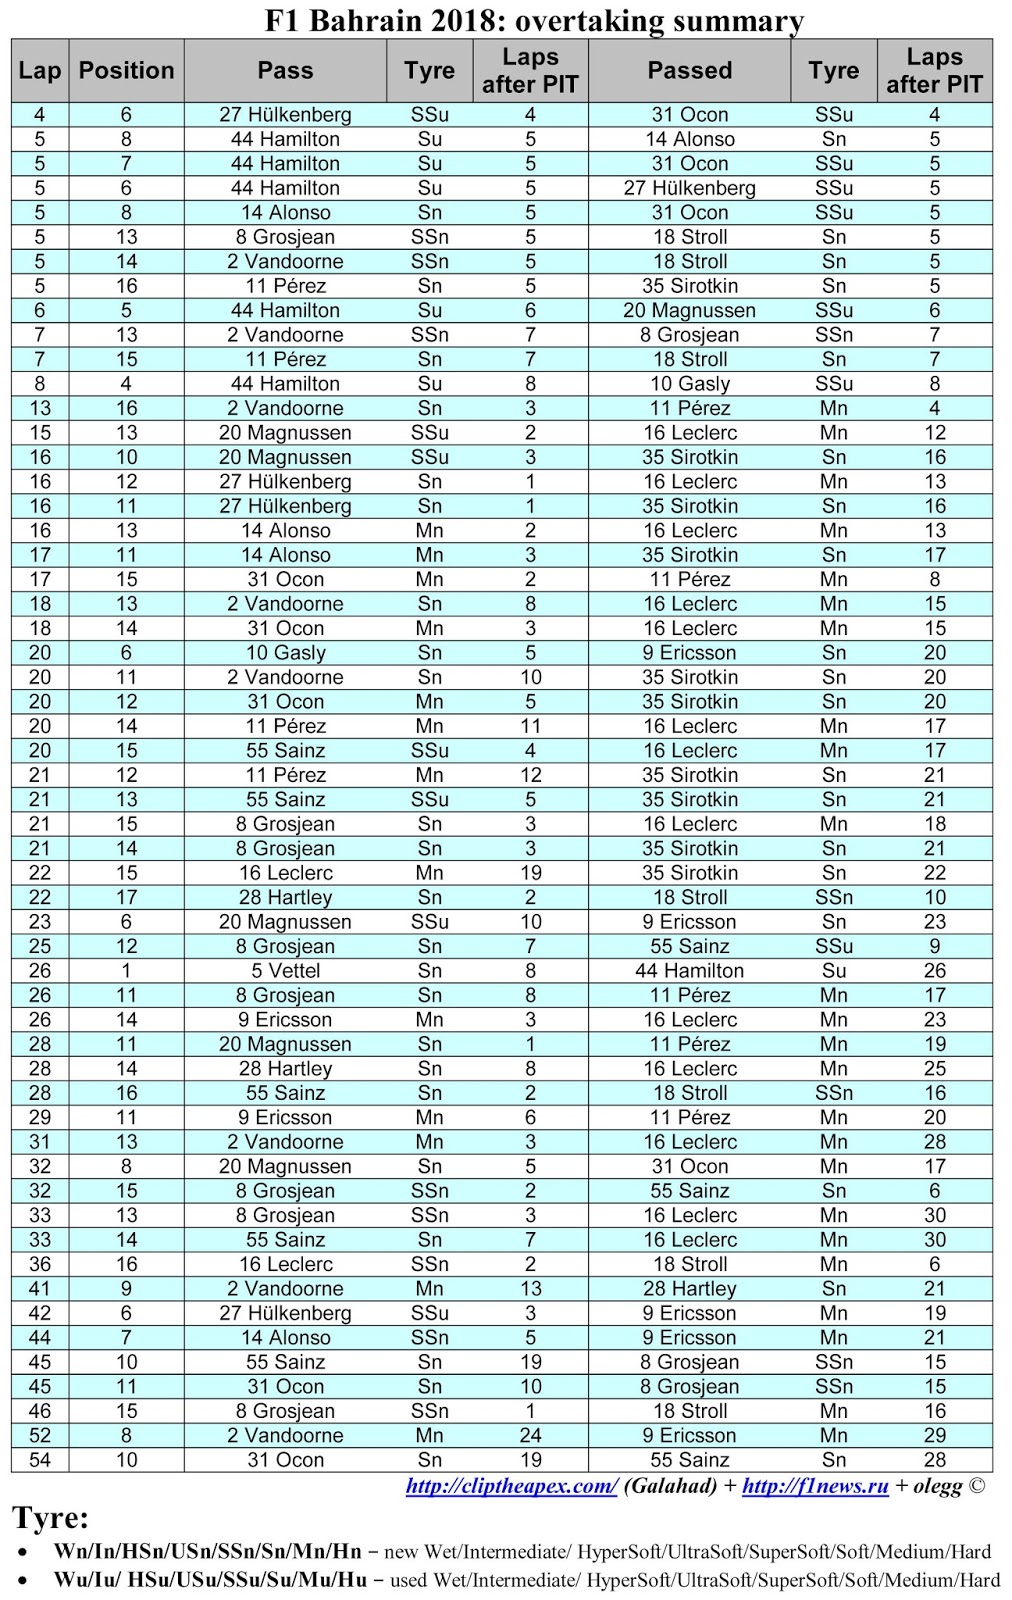 F1 Bahrain 2018: overtaking summary
Lap Position Pass Tyre Laps after PIT Passed Tyre Laps after PIT
4 6 27 Hülkenberg SSu 4 31 Ocon SSu 4
5 8 44 Hamilton Su 5 14 Alonso Sn 5
5 7 44 Hamilton Su 5 31 Ocon SSu 5
5 6 44 Hamilton Su 5 27 Hülkenberg SSu 5
5 8 14 Alonso Sn 5 31 Ocon SSu 5
5 13 8 Grosjean SSn 5 18 Stroll Sn 5
5 14 2 Vandoorne SSn 5 18 Stroll Sn 5
5 16 11 Pérez Sn 5 35 Sirotkin Sn 5
6 5 44 Hamilton Su 6 20 Magnussen SSu 6
7 13 2 Vandoorne SSn 7 8 Grosjean SSn 7
7 15 11 Pérez Sn 7 18 Stroll Sn 7
8 4 44 Hamilton Su 8 10 Gasly SSu 8
13 16 2 Vandoorne Sn 3 11 Pérez Mn 4
15 13 20 Magnussen SSu 2 16 Leclerc Mn 12
16 10 20 Magnussen SSu 3 35 Sirotkin Sn 16
16 12 27 Hülkenberg Sn 1 16 Leclerc Mn 13
16 11 27 Hülkenberg Sn 1 35 Sirotkin Sn 16
16 13 14 Alonso Mn 2 16 Leclerc Mn 13
17 11 14 Alonso Mn 3 35 Sirotkin Sn 17
17 15 31 Ocon Mn 2 11 Pérez Mn 8
18 13 2 Vandoorne Sn 8 16 Leclerc Mn 15
18 14 31 Ocon Mn 3 16 Leclerc Mn 15
20 6 10 Gasly Sn 5 9 Ericsson Sn 20
20 11 2 Vandoorne Sn 10 35 Sirotkin Sn 20
20 12 31 Ocon Mn 5 35 Sirotkin Sn 20
20 14 11 Pérez Mn 11 16 Leclerc Mn 17
20 15 55 Sainz SSu 4 16 Leclerc Mn 17
21 12 11 Pérez Mn 12 35 Sirotkin Sn 21
21 13 55 Sainz SSu 5 35 Sirotkin Sn 21
21 15 8 Grosjean Sn 3 16 Leclerc Mn 18
21 14 8 Grosjean Sn 3 35 Sirotkin Sn 21
22 15 16 Leclerc Mn 19 35 Sirotkin Sn 22
22 17 28 Hartley Sn 2 18 Stroll SSn 10
23 6 20 Magnussen SSu 10 9 Ericsson Sn 23
25 12 8 Grosjean Sn 7 55 Sainz SSu 9
26 1 5 Vettel Sn 8 44 Hamilton Su 26
26 11 8 Grosjean Sn 8 11 Pérez Mn 17
26 14 9 Ericsson Mn 3 16 Leclerc Mn 23
28 11 20 Magnussen Sn 1 11 Pérez Mn 19
28 14 28 Hartley Sn 8 16 Leclerc Mn 25
28 16 55 Sainz Sn 2 18 Stroll SSn 16
29 11 9 Ericsson Mn 6 11 Pérez Mn 20
31 13 2 Vandoorne Mn 3 16 Leclerc Mn 28
32 8 20 Magnussen Sn 5 31 Ocon Mn 17
32 15 8 Grosjean SSn 2 55 Sainz Sn 6
33 13 8 Grosjean SSn 3 16 Leclerc Mn 30
33 14 55 Sainz Sn 7 16 Leclerc Mn 30
36 16 16 Leclerc SSn 2 18 Stroll Mn 6
41 9 2 Vandoorne Mn 13 28 Hartley Sn 21
42 6 27 Hülkenberg SSu 3 9 Ericsson Mn 19
44 7 14 Alonso SSn 5 9 Ericsson Mn 21
45 10 55 Sainz Sn 19 8 Grosjean SSn 15
45 11 31 Ocon Sn 10 8 Grosjean SSn 15
46 15 8 Grosjean SSn 1 18 Stroll Mn 16
52 8 2 Vandoorne Mn 24 9 Ericsson Mn 29
54 10 31 Ocon Sn 19 55 Sainz Sn 28
http://cliptheapex.com/ (Galahad) + http://f1news.ru + olegg ©
Tyre:
• Wn/In/HSn/USn/SSn/Sn/Mn/Hn – new Wet/Intermediate/ HyperSoft/UltraSoft/SuperSoft/Soft/Medium/Hard
• Wu/Iu/ HSu/USu/SSu/Su/Mu/Hu – used Wet/Intermediate/ HyperSoft/UltraSoft/SuperSoft/Soft/Medium/Hard